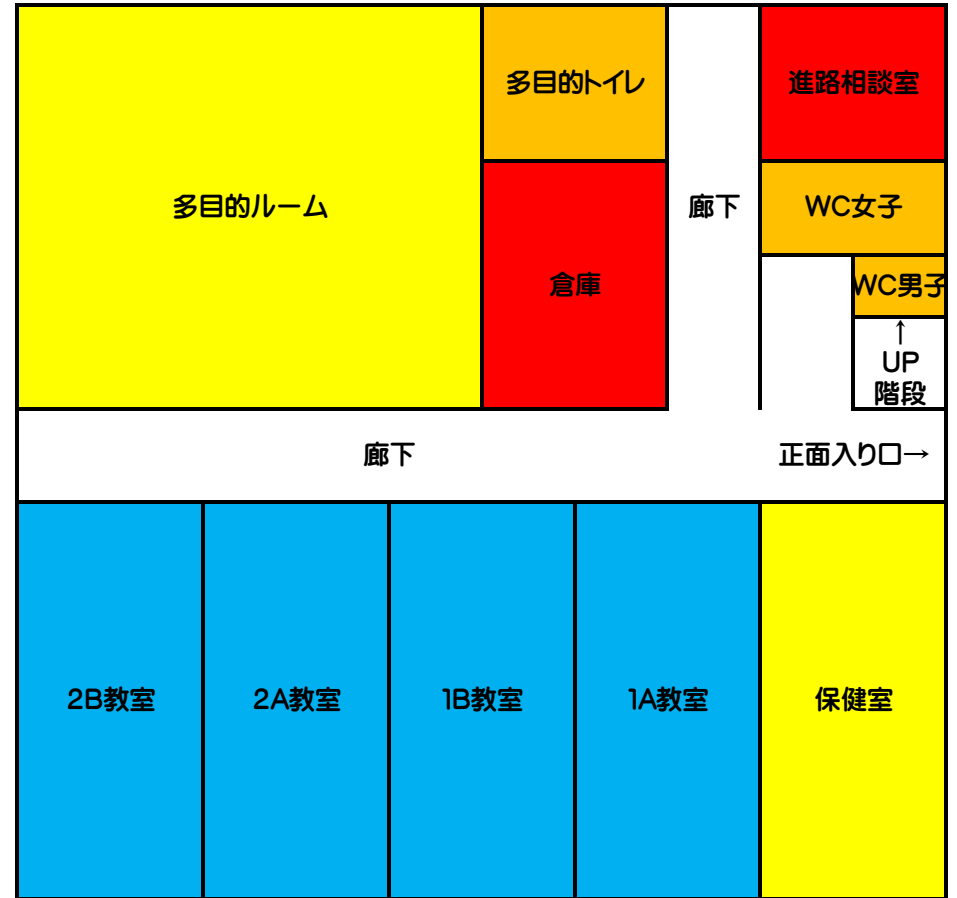 多目的トイレ
進路相談室
多目的ルーム
廊下
WC女子
倉庫
WC男子
↑
UP
階段
廊下
正面入り口→
2B教室
2A教室
1B教室
1A教室
保健室